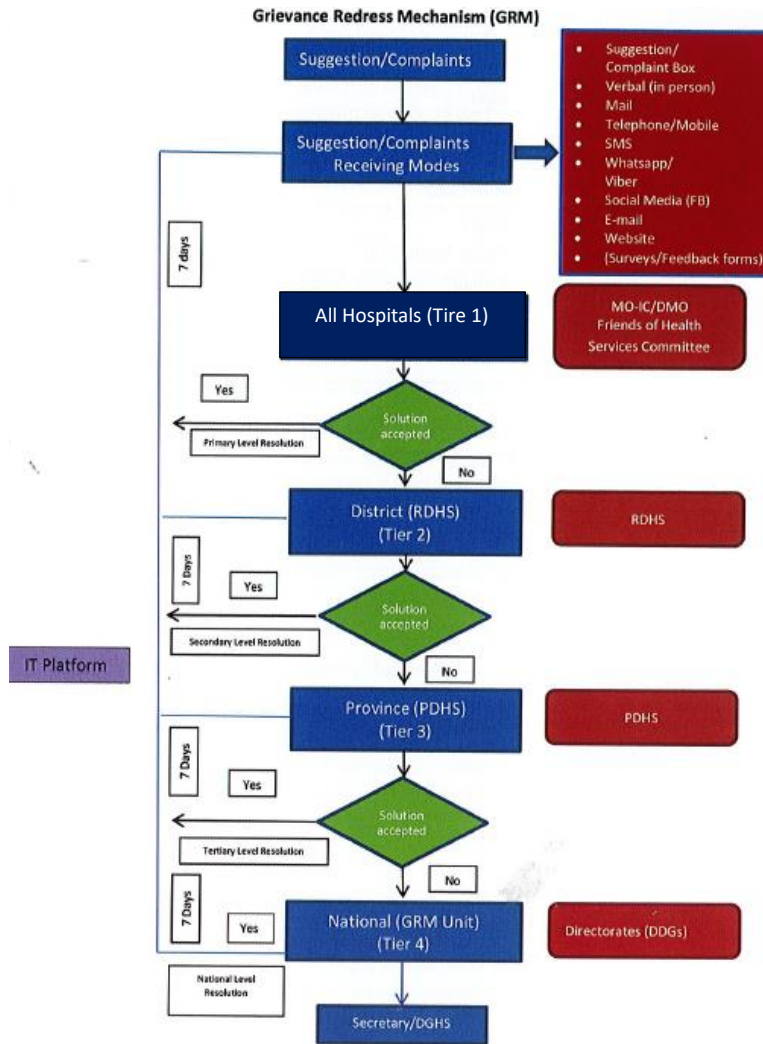 Grievance Redress Mechanism (GRM)
Suggestion/Complaints
Suggestion/Complaints
Receiving Modes
• Suggestion/
Complaint Box
• Verbal (in person)
• Mail
• Telephone/Mobile
• SMS
• Whatsapp/
Viber
• Social Media (FB)
• E-mail
• Website
• (Surveys/Feedback forms)
7 days
All Hospitals (Tire 1)
MO-IC/DMO
Friends of Health
Services Committee
Yes
Solution
accepted
Primary Level Resolution
No
District (RDHS)
(Tier 2)
RDHS
7 Days
Yes
Solution
accepted
Secondary Level Resolution
No
IT Platform
Province (PDHS)
(Tier 3)
PDHS
7 Days
Yes
Solution
accepted
Tertiary Level Resolution
No
7 Days
Yes
National (GRM Unit)
(Tier 4)
Directorates (DDGs)
National Level
Resolution
Secretary/DGHS